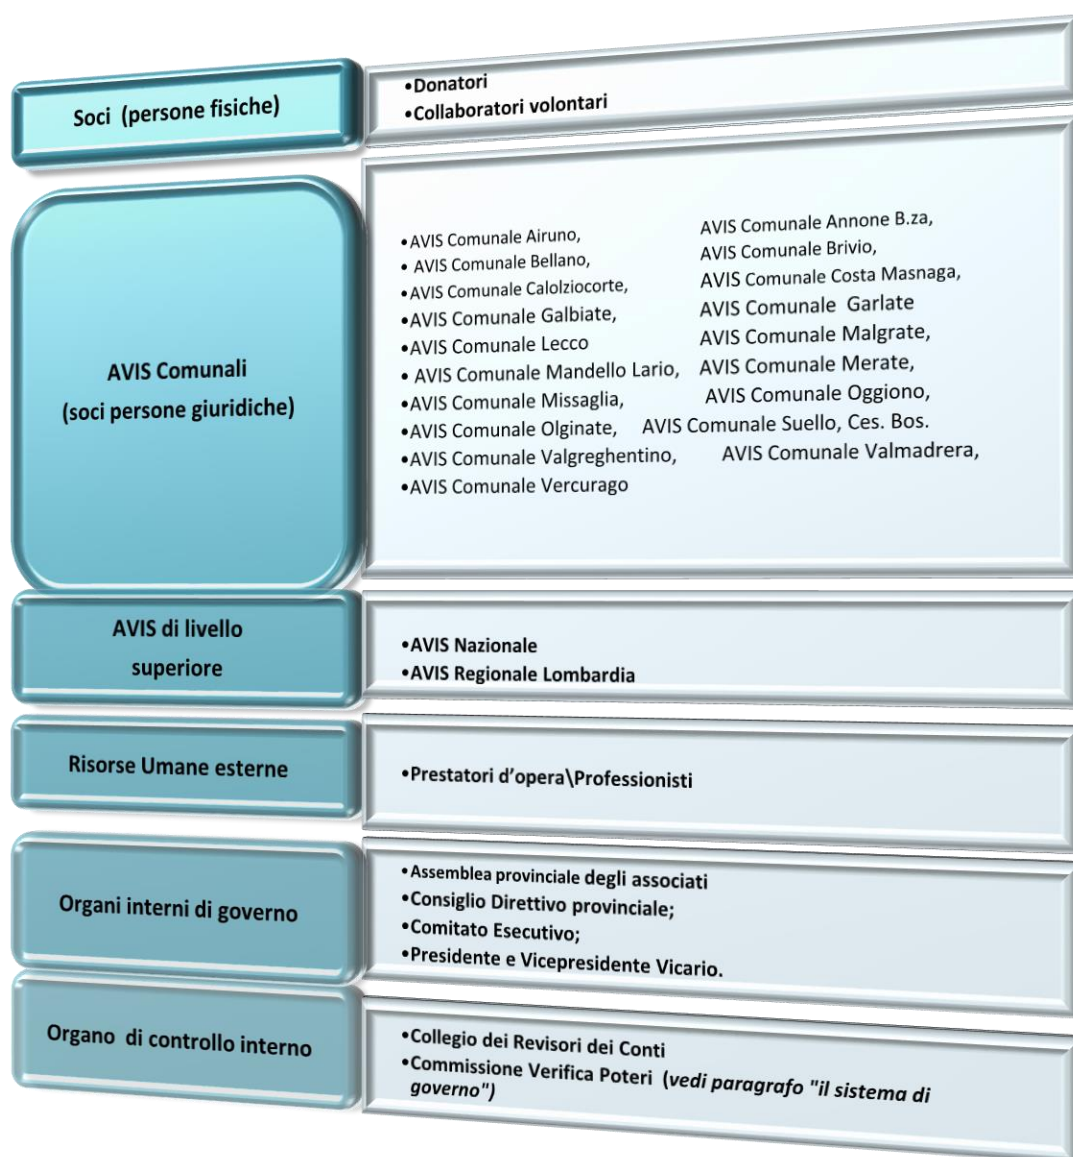 Soci (persone fisiche)
•Donatori
•Collaboratori volontari
AVIS Comunali
(soci persone giuridiche)
•AVIS Comunale Airuno, AVIS Comunale Annone B.za,
• AVIS Comunale Bellano, AVIS Comunale Brivio,
•AVIS Comunale Calolziocorte, AVIS Comunale Costa Masnaga,
•AVIS Comunale Galbiate, AVIS Comunale Garlate
•AVIS Comunale Lecco AVIS Comunale Malgrate,
• AVIS Comunale Mandello Lario, AVIS Comunale Merate,
•AVIS Comunale Missaglia, AVIS Comunale Oggiono,
•AVIS Comunale Olginate, AVIS Comunale Suello, Ces. Bos.
•AVIS Comunale Valgreghentino, AVIS Comunale Valmadrera,
•AVIS Comunale Vercurago
AVIS di livello
superiore
•AVIS Nazionale
•AVIS Regionale Lombardia
Risorse Umane esterne
•Prestatori d’opera\Professionisti
Organi interni di governo
•Assemblea provinciale degli associati
•Consiglio Direttivo provinciale;
•Comitato Esecutivo;
•Presidente e Vicepresidente Vicario.
Organo di controllo interno
•Collegio dei Revisori dei Conti
•Commissione Verifica Poteri (vedi paragrafo "il sistema di
governo")